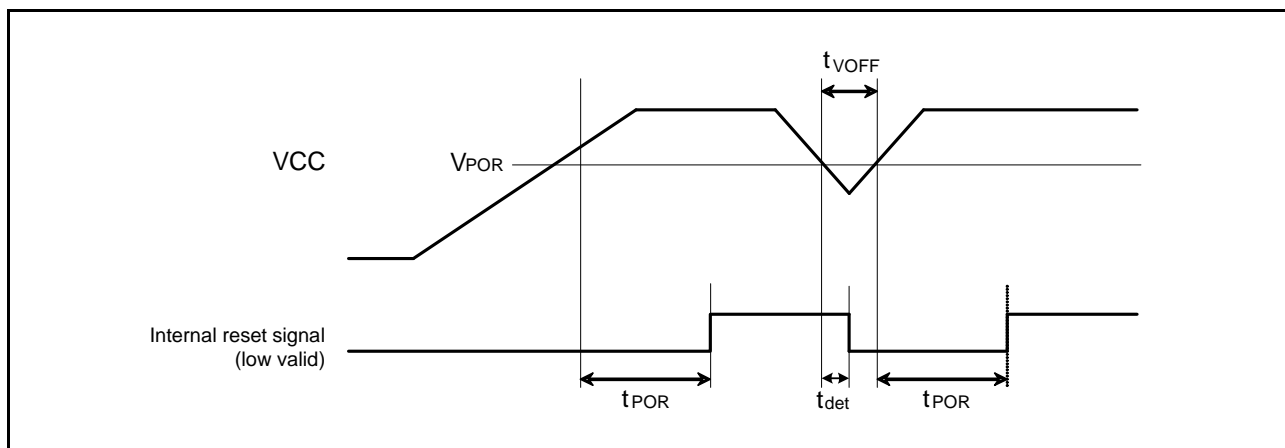 tVOFF
VCC
VPOR
Internal reset signal
(low valid)
tPOR
tdet
tPOR